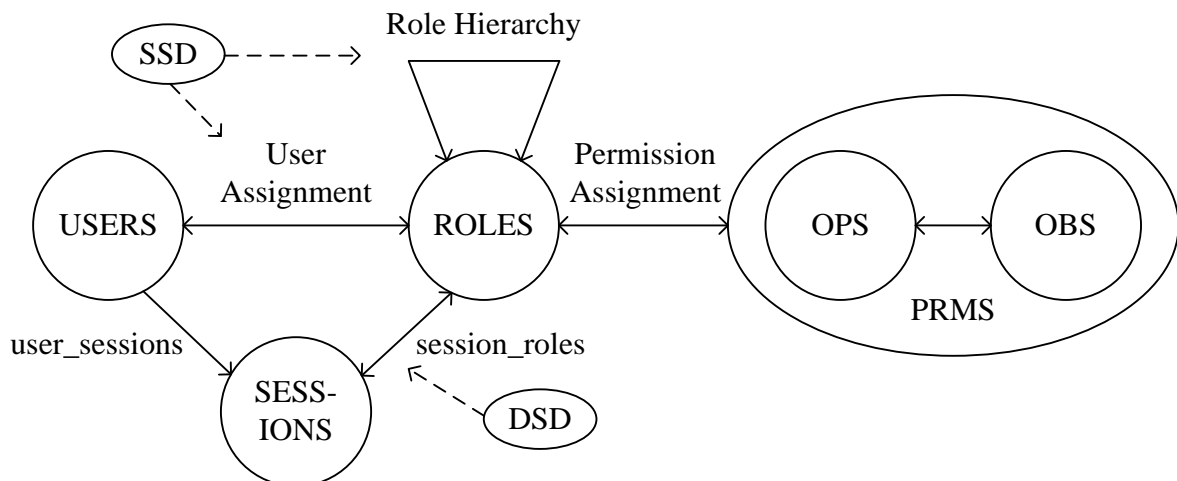 Role Hierarchy
SSD
User
Assignment
Permission
Assignment
USERS
ROLES
OPS
OBS
PRMS
user_sessions
session_roles
SESS-
IONS
DSD